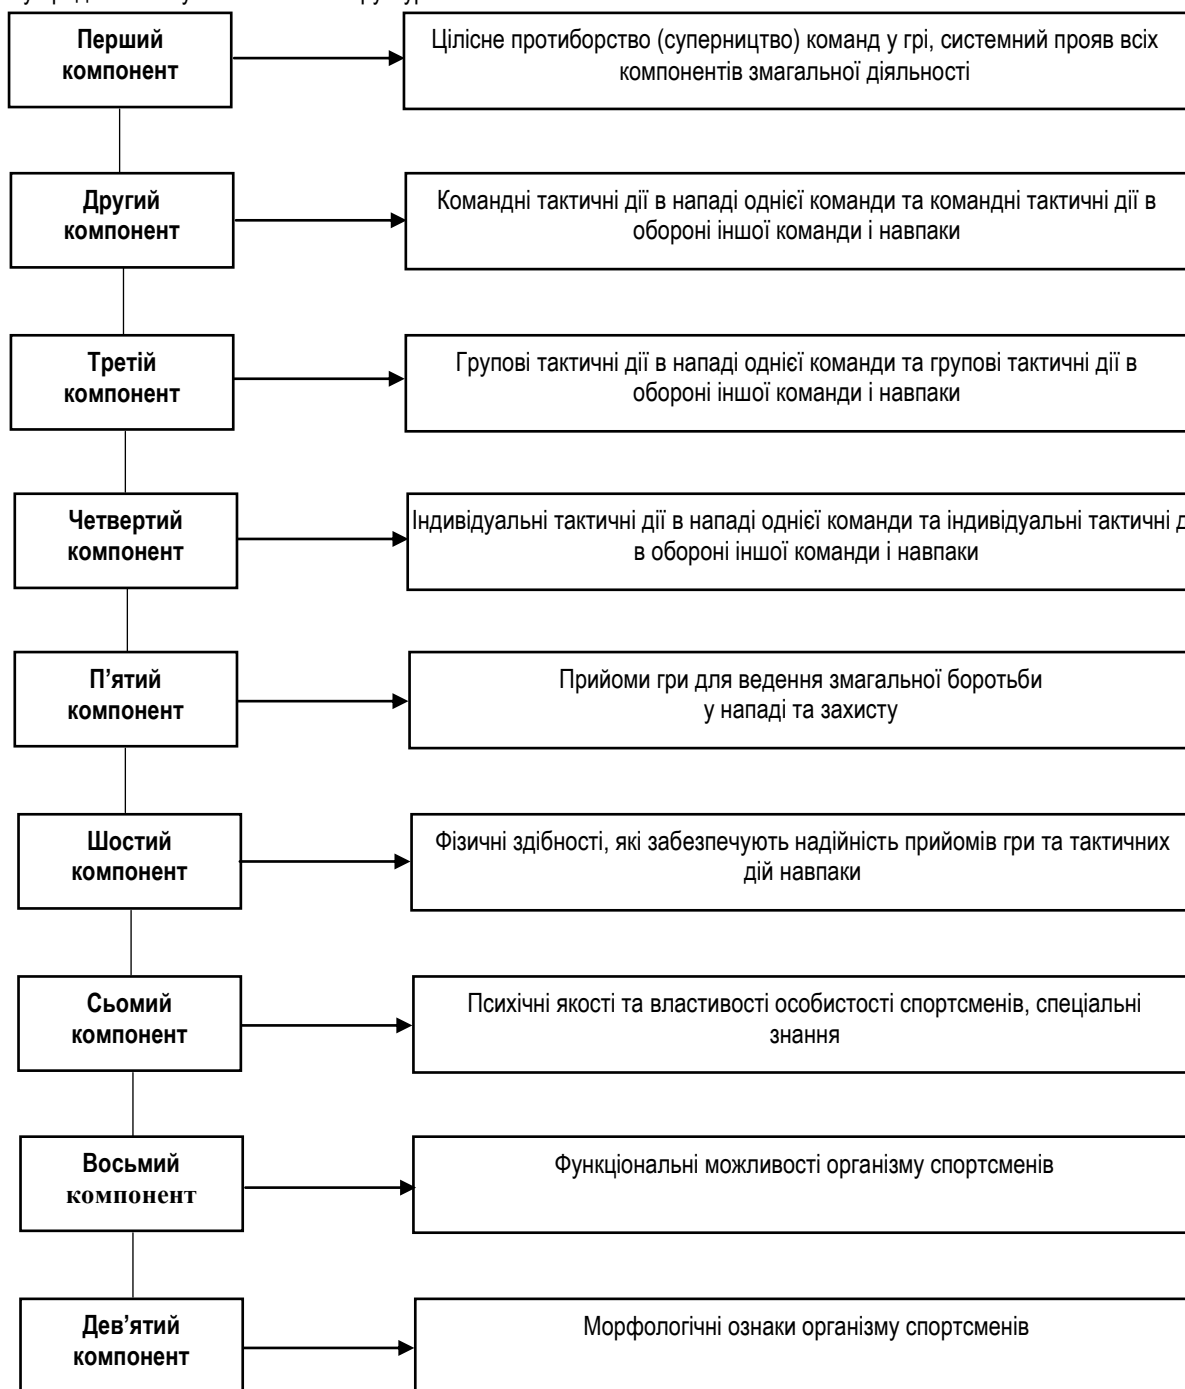 Перший
компонент
Цілісне протиборство (суперництво) команд у грі, системний прояв всіх
компонентів змагальної діяльності
Другий
компонент
Командні тактичні дії в нападі однієї команди та командні тактичні дії в
обороні іншої команди і навпаки
Третій
компонент
Групові тактичні дії в нападі однієї команди та групові тактичні дії в
обороні іншої команди і навпаки
Четвертий
компонент
Індивідуальні тактичні дії в нападі однієї команди та індивідуальні тактичні
в обороні іншої команди і навпаки
П’ятий
компонент
Прийоми гри для ведення змагальної боротьби
у нападі та захисту
Шостий
компонент
Фізичні здібності, які забезпечують надійність прийомів гри та тактичних
дій навпаки
Сьомий
компонент
Психічні якості та властивості особистості спортсменів, спеціальні
знання
Восьмий
компонент
Функціональні можливості організму спортсменів
Дев’ятий
компонент
Морфологічні ознаки організму спортсменів